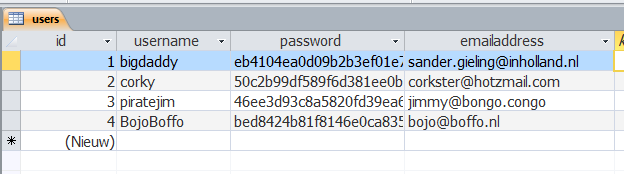 users
id username password emailaddress
1 bigdaddy eb4104ea0d09b2b3ef01e7 sander.gieling@inholland.nl
2 corky 50c2b99df589f6d381ee0b corkster@hotzmail.com
3 piratejim 46ee3d93c8a5820fd39ea6 jimmy@bongo.congo
4 BojoBoffo bed8424b81f8146e0ca835 bojo@boffo.nl
(Nieuw)